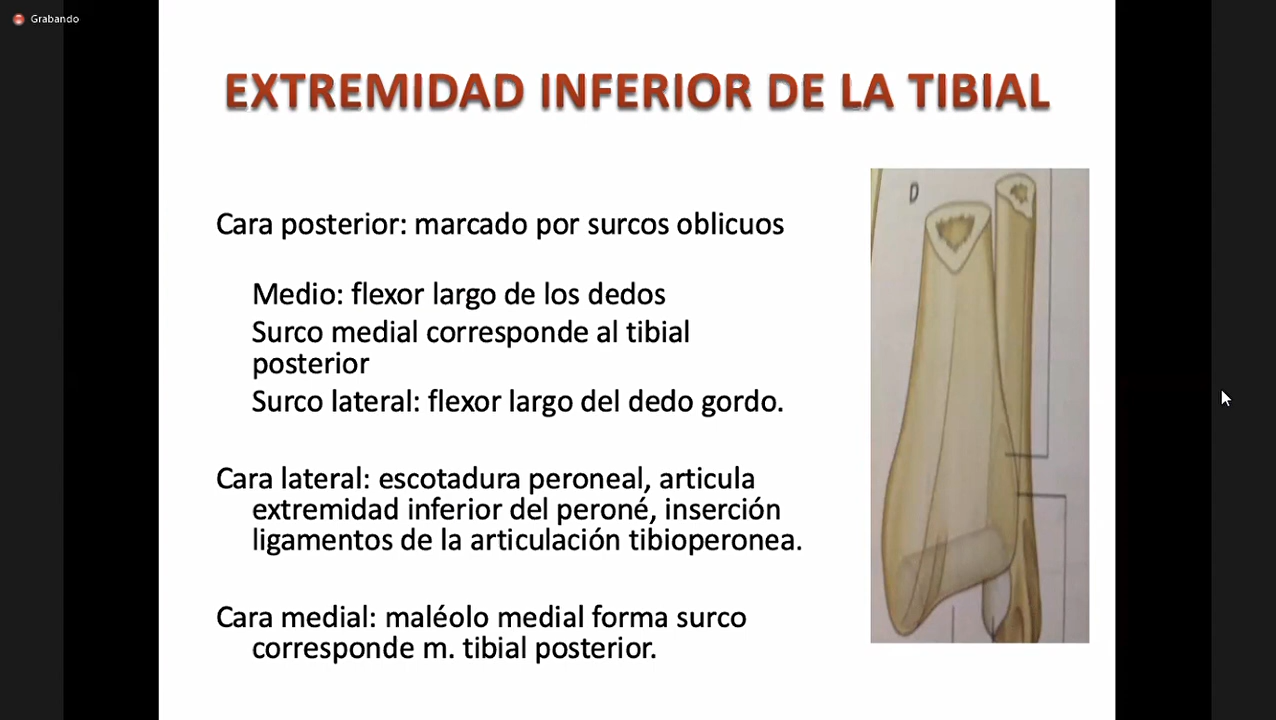 Grabando
EXTREMIDAD INFERIOR DE LA TIBIAL
Cara posterior: marcado por surcos oblicuos
Medio: flexor largo de los dedos
Surco medial corresponde al tibial
posterior
Surco lateral: flexor largo del dedo gordo.
Cara lateral: escotadura peroneal, articula
extremidad inferior del peroné, inserción
ligamentos de la articulación tibioperonea.
Cara medial: maléolo medial forma surco
corresponde m. tibial posterior.
D